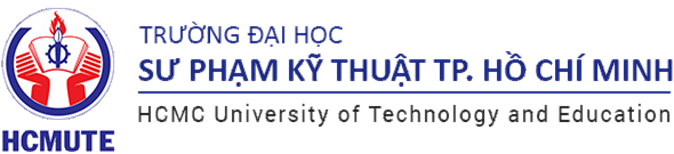 TRƯỜNG ĐẠI HỌC
SƯ PHẠM KỸ THUẬT TP. HỒ CHÍ MINH
HCMC University of Technology and Education
HCMUTE